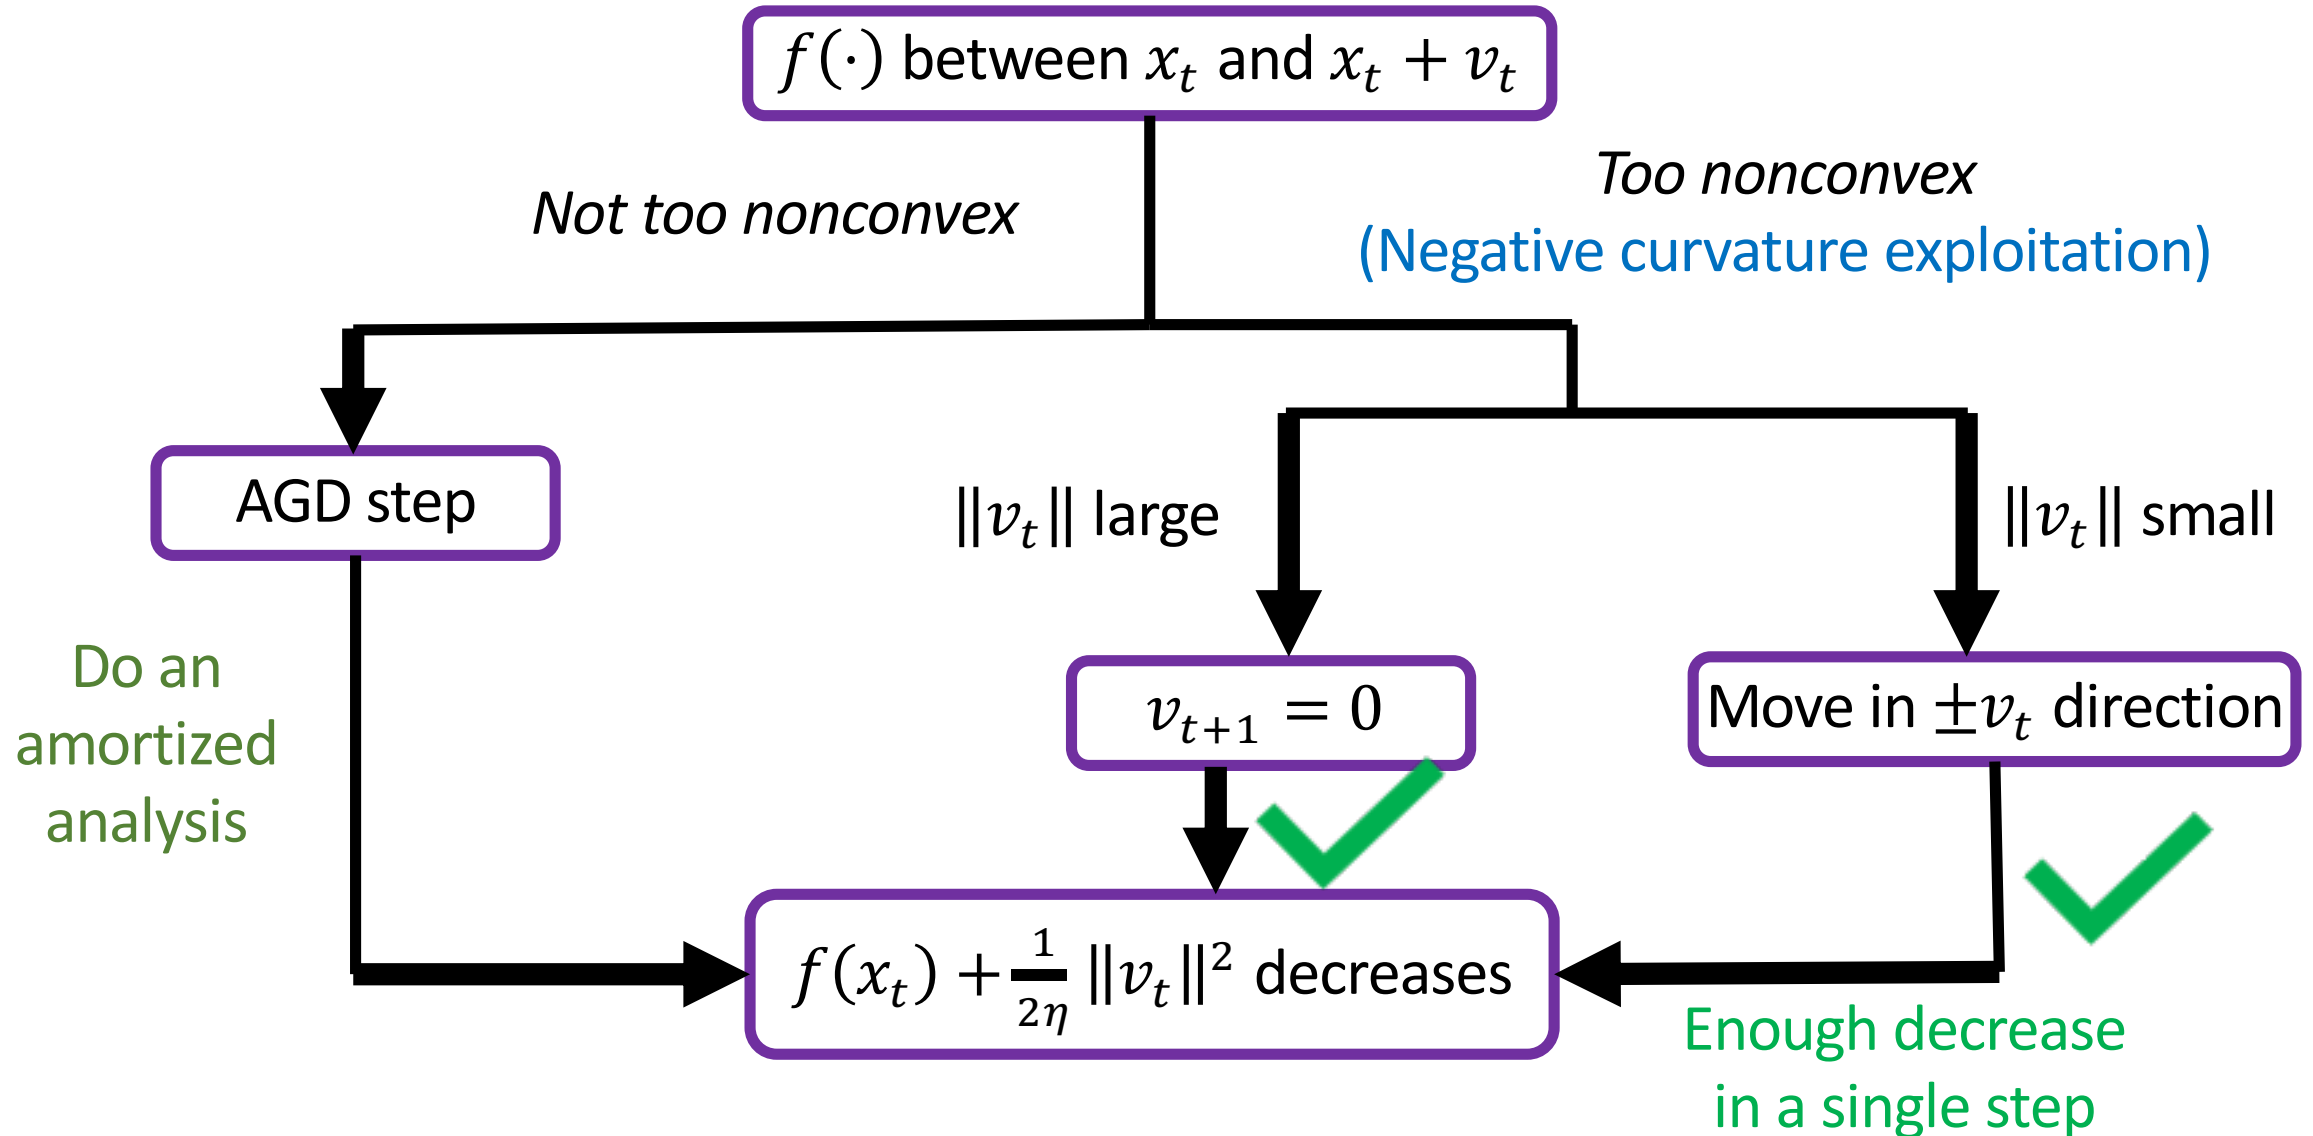 f(·) between x_t and x_t + v_t
Not too nonconvex
Too nonconvex
(Negative curvature exploitation)
AGD step
‖v_t‖ large
‖v_t‖ small
Do an
amortized
analysis
v_{t+1} = 0
Move in ±v_t direction
f(x_t) + \frac{1}{2η} ‖v_t‖² decreases
Enough decrease
in a single step